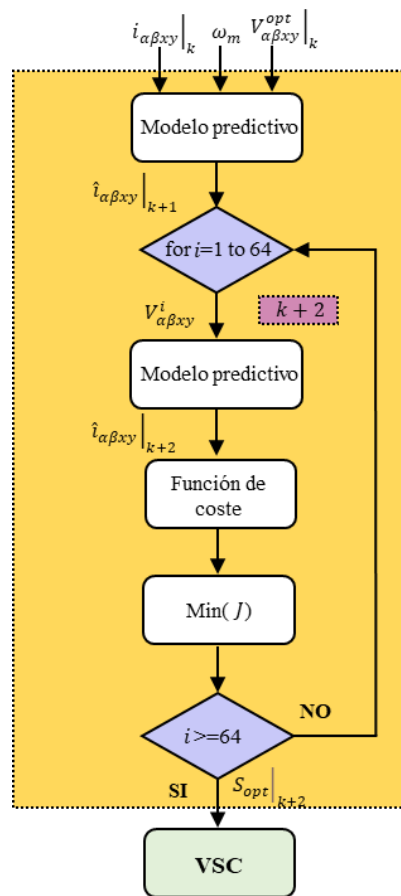 i_{αβxy}|_k ω_m V^{opt}_{αβxy}|_k
Modelo predictivo
î_{αβxy}|_{k+1}
for i=1 to 64
V^i_{αβxy}
k + 2
Modelo predictivo
î_{αβxy}|_{k+2}
Función de
coste
Min( J)
NO
i >=64
SI
S_{opt}|_{k+2}
VSC